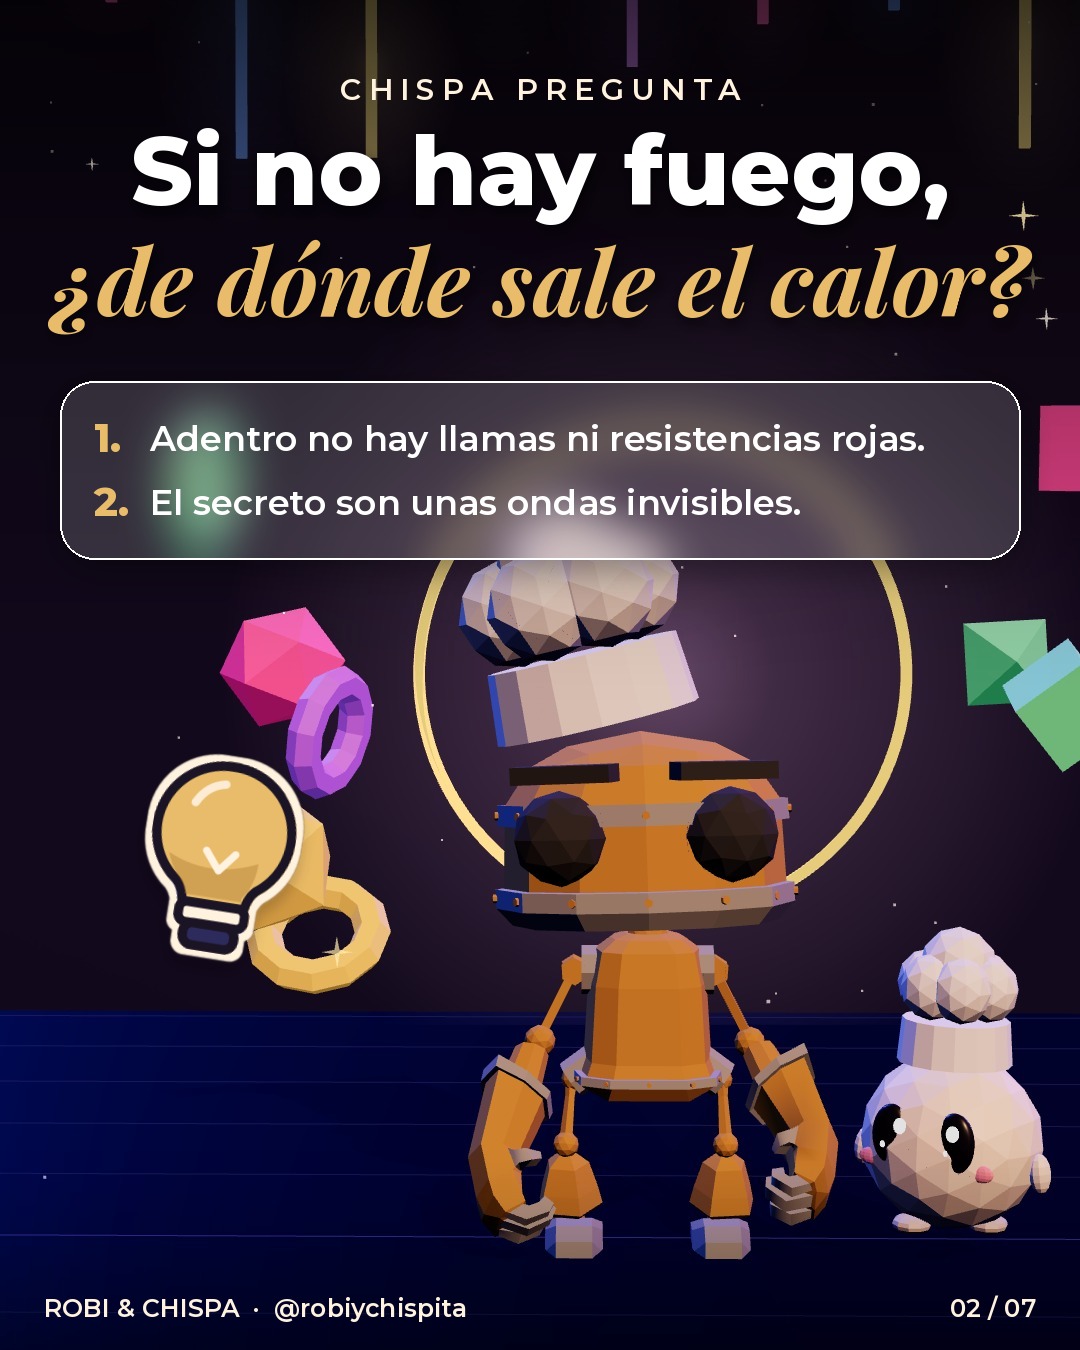 CHISPA PREGUNTA
Si no hay fuego,
¿de dónde sale el calor?
1. Adentro no hay llamas ni resistencias rojas.
2. El secreto son unas ondas invisibles.
ROBI & CHISPA · @robiychispita
02 / 07